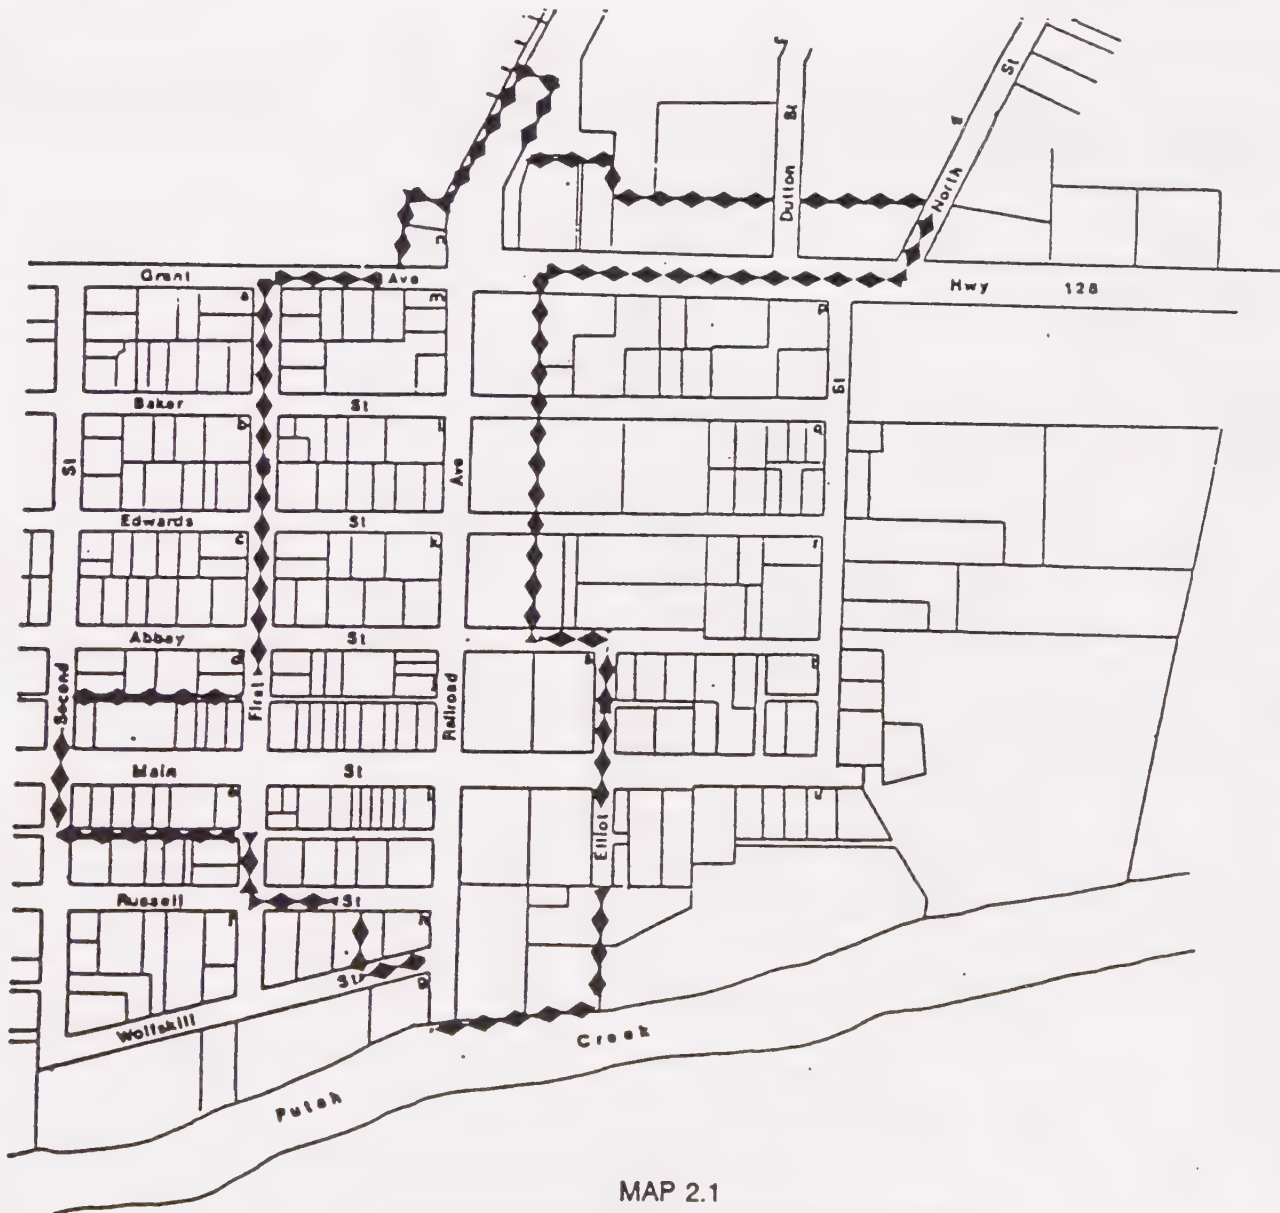 Dutton St
North St
Grant Ave
Hwy 128
Baker St
St
St
Ave
Edwards St
Abbey St
Second
First
Railroad
Main St
Elliot
Russell St
Wolfskill St
Putah Creek
MAP 2.1